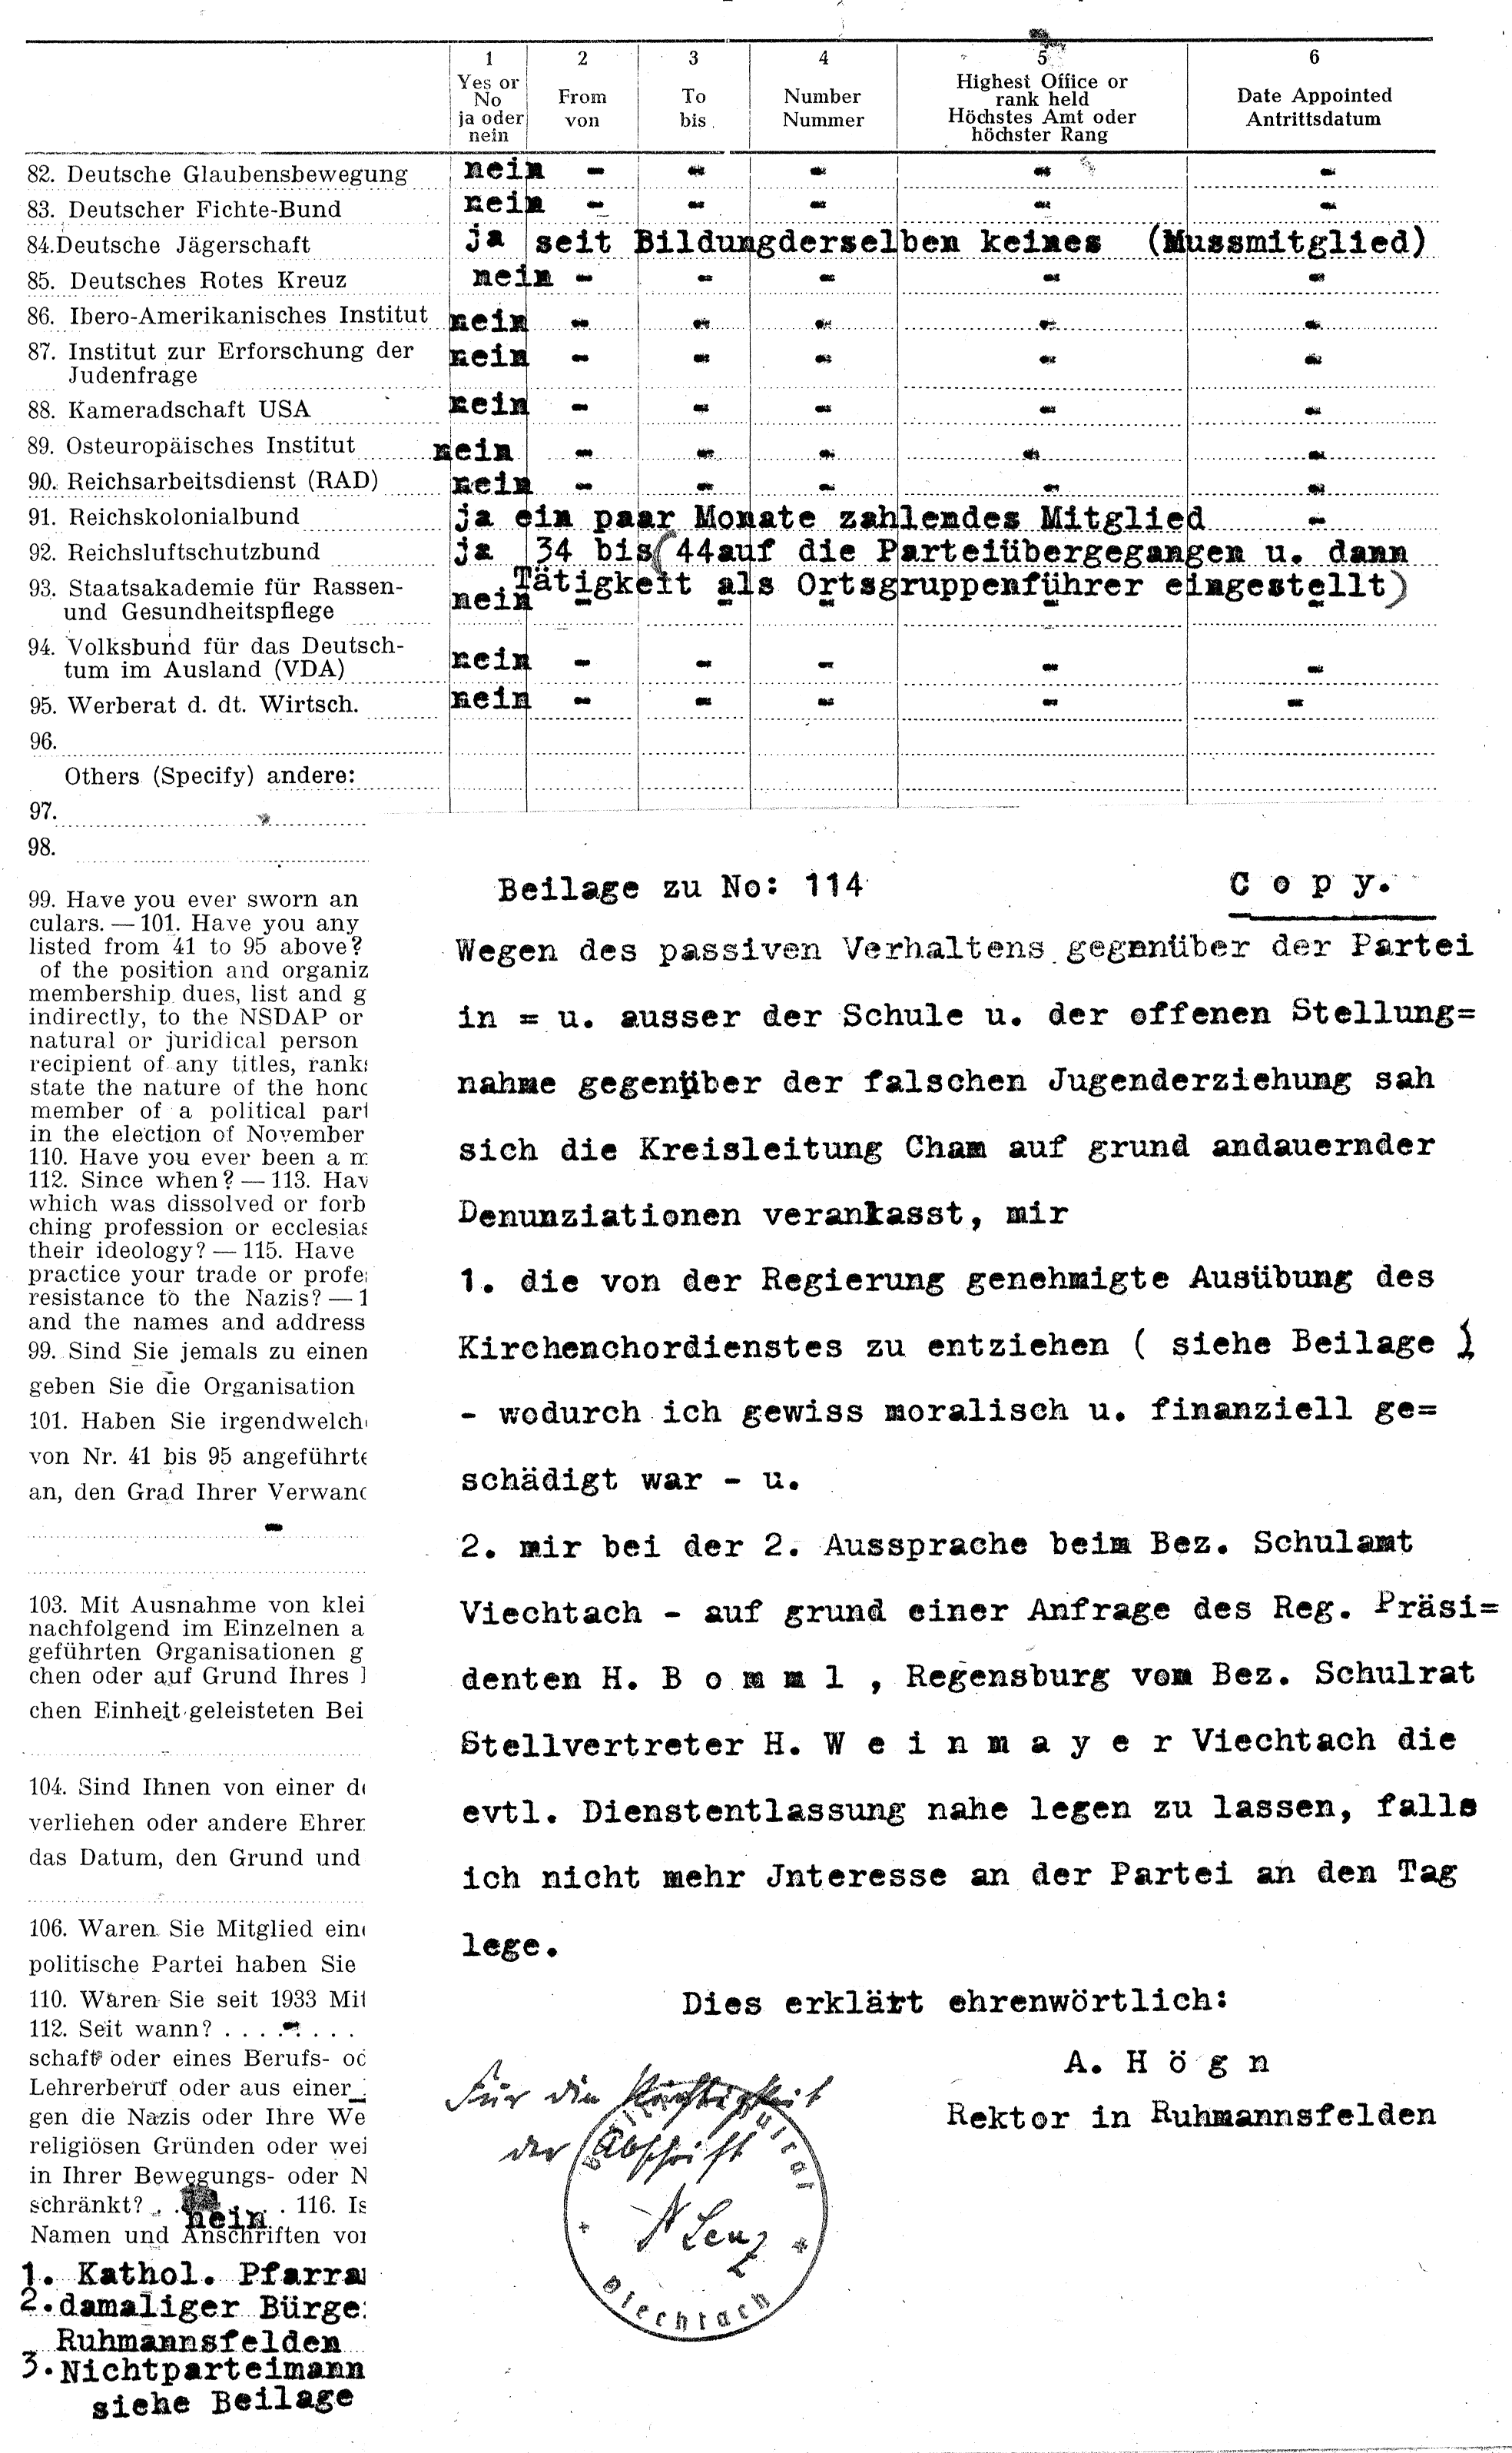 1 2 3 4 5 6
Yes or No ja oder nein From von To bis Number Nummer Highest Office or rank held Höchstes Amt oder höchster Rang Date Appointed Antrittsdatum
82. Deutsche Glaubensbewegung nein - - - - -
83. Deutscher Fichte-Bund nein - - - - -
84. Deutsche Jägerschaft ja seit Bildungderselben keines (Mussmitglied)
85. Deutsches Rotes Kreuz nein - - - - -
86. Ibero-Amerikanisches Institut nein - - - - -
87. Institut zur Erforschung der
Judenfrage nein - - - - -
88. Kameradschaft USA nein - - - - -
89. Osteuropäisches Institut nein - - - - -
90. Reichsarbeitsdienst (RAD) nein - - - - -
91. Reichskolonialbund ja ein paar Monate zahlendes Mitglied -
92. Reichsluftschutzbund ja 34 bis (44auf die Parteiübergegangen u. dann
Tätigkeit als Ortsgruppenführer eingestellt)
93. Staatsakademie für Rassen-
und Gesundheitspflege nein - - - - -
94. Volksbund für das Deutsch-
tum im Ausland (VDA) nein - - - - -
95. Werberat d. dt. Wirtsch. nein - - - - -
96.
Others (Specify) andere:
97.
98.
99. Have you ever sworn an
culars. — 101. Have you any
listed from 41 to 95 above?
of the position and organiz
membership dues, list and g
indirectly, to the NSDAP or
natural or juridical person
recipient of any titles, ranks
state the nature of the hono
member of a political part
in the election of November
110. Have you ever been a m
112. Since when? — 113. Hav
which was dissolved or forb
ching profession or ecclesias
their ideology? — 115. Have
practice your trade or profe
resistance to the Nazis? — 1
and the names and address
99. Sind Sie jemals zu einen
geben Sie die Organisation
101. Haben Sie irgendwelch
von Nr. 41 bis 95 angeführte
an, den Grad Ihrer Verwand
-
103. Mit Ausnahme von klei
nachfolgend im Einzelnen a
geführten Organisationen g
chen oder auf Grund Ihres
chen Einheit geleisteten Bei
104. Sind Ihnen von einer de
verliehen oder andere Ehren
das Datum, den Grund und
106. Waren Sie Mitglied eine
politische Partei haben Sie
110. Waren Sie seit 1933 Mit
112. Seit wann? . . . - . . .
schaft oder eines Berufs- od
Lehrerberuf oder aus einer
gen die Nazis oder Ihre We
religiösen Gründen oder wei
in Ihrer Bewegungs- oder N
schränkt? . . nein . . 116. Is
Namen und Anschriften von
1. Kathol. Pfarra
2.damaliger Bürge
Ruhmannsfelden
3.Nichtparteimann
siehe Beilage
Beilage zu No: 114 C o p y.
Wegen des passiven Verhaltens gegnnüber der Partei
in = u. ausser der Schule u. der offenen Stellung=
nahme gegenüber der falschen Jugenderziehung sah
sich die Kreisleitung Cham auf grund andauernder
Denunziationen verankasst, mir
1. die von der Regierung genehmigte Ausübung des
Kirchenchordienstes zu entziehen ( siehe Beilage )
- wodurch ich gewiss moralisch u. finanziell ge=
schädigt war - u.
2. mir bei der 2. Aussprache beim Bez. Schulamt
Viechtach - auf grund einer Anfrage des Reg. Präsi=
denten H. B o m m l , Regensburg vom Bez. Schulrat
Stellvertreter H. W e i n m a y e r Viechtach die
evtl. Dienstentlassung nahe legen zu lassen, falls
ich nicht mehr Jnteresse an der Partei an den Tag
lege.
Dies erklärt ehrenwörtlich:
A. H ö g n
Rektor in Ruhmannsfelden
Für die Richtigkeit
der Abschrift
N Lenz
Viechtach